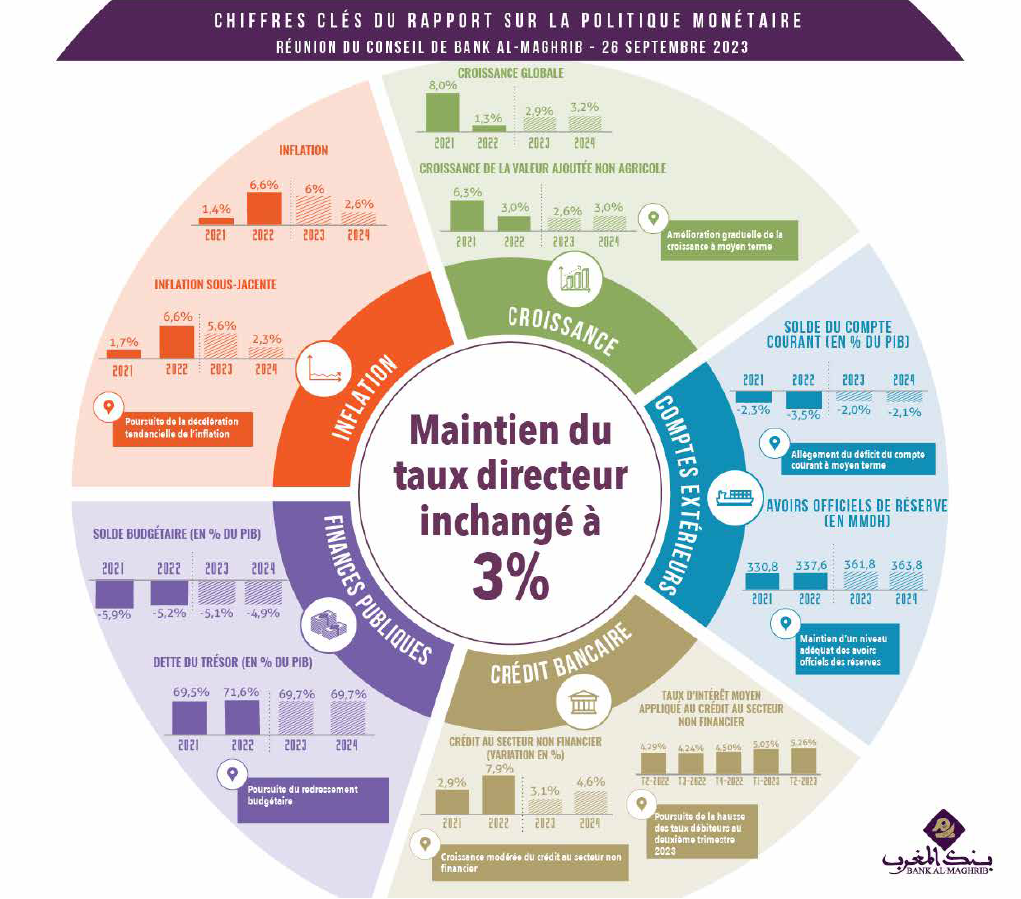 CHIFFRES CLÉS DU RAPPORT SUR LA POLITIQUE MONÉTAIRE
RÉUNION DU CONSEIL DE BANK AL-MAGHRIB - 26 SEPTEMBRE 2023
CROISSANCE GLOBALE
8,0%
1,3%
2,9%
3,2%
2021 2022 2023 2024
CROISSANCE DE LA VALEUR AJOUTÉE NON AGRICOLE
6,3%
3,0%
2,6%
3,0%
2021 2022 2023 2024
Amélioration graduelle de la
croissance à moyen terme
CROISSANCE
INFLATION
1,4%
6,6%
6%
2,6%
2021 2022 2023 2024
INFLATION SOUS-JACENTE
1,7%
6,6%
5,6%
2,3%
2021 2022 2023 2024
Poursuite de la décélération
tendancielle de l'inflation
INFLATION
SOLDE DU COMPTE
COURANT (EN % DU PIB)
2021 2022 2023 2024
-2,3%
-3,5%
-2,0%
-2,1%
Allégement du déficit du compte
courant à moyen terme
AVOIRS OFFICIELS DE RÉSERVE
(EN MMDH)
330,8 337,6 361,8 363,8
2021 2022 2023 2024
Maintien d'un niveau
adéquat des avoirs
officiels des réserves
COMPTES EXTÉRIEURS
Maintien du
taux directeur
inchangé à
3%
SOLDE BUDGÉTAIRE (EN % DU PIB)
2021 2022 2023 2024
-5,9% -5,2% -5,1% -4,9%
DETTE DU TRÉSOR (EN % DU PIB)
69,5% 71,6% 69,7% 69,7%
2021 2022 2023 2024
Poursuite du redressement
budgétaire
FINANCES PUBLIQUES
CRÉDIT BANCAIRE
CRÉDIT AU SECTEUR NON FINANCIER
(VARIATION EN %)
2,9%
7,9%
3,1%
4,6%
2021 2022 2023 2024
Croissance modérée du crédit au secteur non
financier
TAUX D'INTÉRÊT MOYEN
APPLIQUÉ AU CRÉDIT AU SECTEUR
NON FINANCIER
4,29% 4,24% 4,50% 5,03% 5,26%
T2-2022 T3-2022 T4-2022 T1-2023 T2-2023
Poursuite de la hausse
des taux débiteurs au
deuxième trimestre
2023
بنك المغرب
BANK AL-MAGHRIB